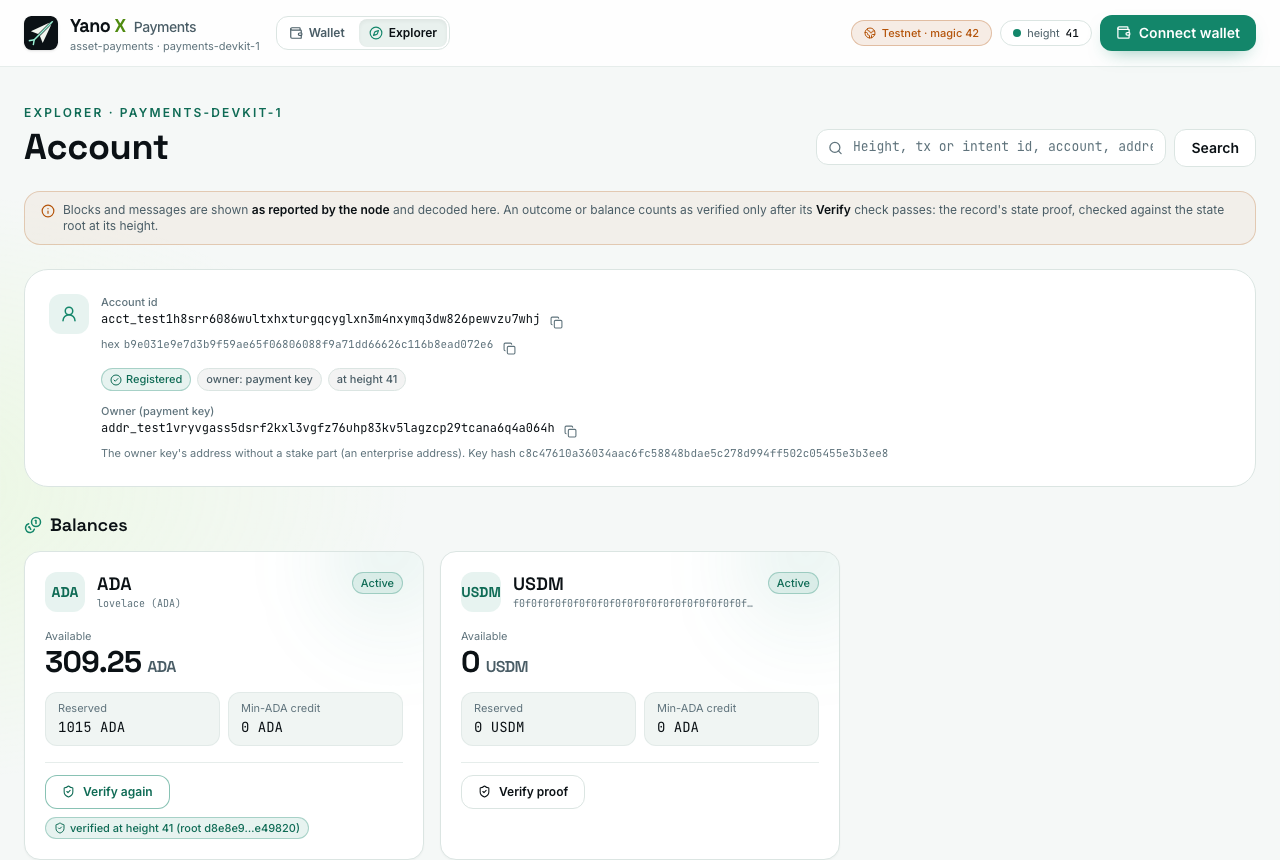 Yano X Payments
asset-payments · payments-devkit-1
Wallet
Explorer
Testnet · magic 42
height 41
Connect wallet
EXPLORER · PAYMENTS-DEVKIT-1
Account
Height, tx or intent id, account, addre
Search
Blocks and messages are shown as reported by the node and decoded here. An outcome or balance counts as verified only after its Verify check passes: the record's state proof, checked against the state
root at its height.
Account id
acct_test1h8srr6086wultxhxturgqcyglxn3m4nxymq3dw826pewvzu7whj
hex b9e031e9e7d3b9f59ae65f06806088f9a71dd66626c116b8ead072e6
Registered
owner: payment key
at height 41
Owner (payment key)
addr_test1vryvgass5dsrf2kxl3vgfz76uhp83kv5lagzcp29tcana6q4a064h
The owner key's address without a stake part (an enterprise address). Key hash c8c47610a36034aac6fc58848bdae5c278d994ff502c05455e3b3ee8
Balances
ADA
ADA
lovelace (ADA)
Active
Available
309.25 ADA
Reserved
1015 ADA
Min-ADA credit
0 ADA
Verify again
verified at height 41 (root d8e8e9…e49820)
USDM
USDM
f0f0f0f0f0f0f0f0f0f0f0f0f0f0f0f0f0f0f0f…
Active
Available
0 USDM
Reserved
0 USDM
Min-ADA credit
0 ADA
Verify proof